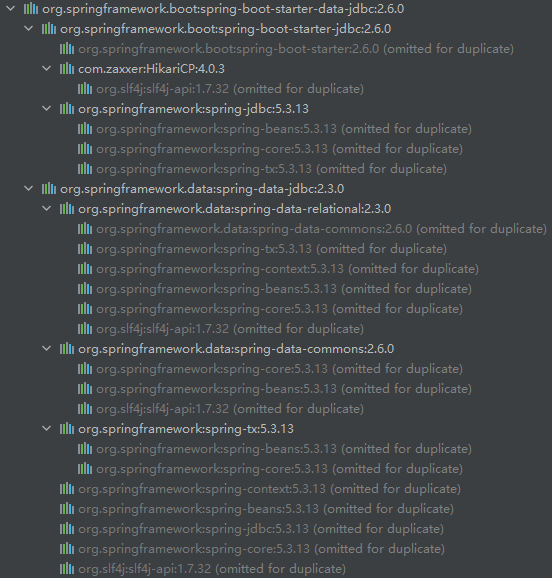 org.springframework.boot:spring-boot-starter-data-jdbc:2.6.0
org.springframework.boot:spring-boot-starter-jdbc:2.6.0
org.springframework.boot:spring-boot-starter:2.6.0 (omitted for duplicate)
com.zaxxer:HikariCP:4.0.3
org.slf4j:slf4j-api:1.7.32 (omitted for duplicate)
org.springframework:spring-jdbc:5.3.13
org.springframework:spring-beans:5.3.13 (omitted for duplicate)
org.springframework:spring-core:5.3.13 (omitted for duplicate)
org.springframework:spring-tx:5.3.13 (omitted for duplicate)
org.springframework.data:spring-data-jdbc:2.3.0
org.springframework.data:spring-data-relational:2.3.0
org.springframework.data:spring-data-commons:2.6.0 (omitted for duplicate)
org.springframework:spring-tx:5.3.13 (omitted for duplicate)
org.springframework:spring-context:5.3.13 (omitted for duplicate)
org.springframework:spring-beans:5.3.13 (omitted for duplicate)
org.springframework:spring-core:5.3.13 (omitted for duplicate)
org.slf4j:slf4j-api:1.7.32 (omitted for duplicate)
org.springframework.data:spring-data-commons:2.6.0
org.springframework:spring-core:5.3.13 (omitted for duplicate)
org.springframework:spring-beans:5.3.13 (omitted for duplicate)
org.slf4j:slf4j-api:1.7.32 (omitted for duplicate)
org.springframework:spring-tx:5.3.13
org.springframework:spring-beans:5.3.13 (omitted for duplicate)
org.springframework:spring-core:5.3.13 (omitted for duplicate)
org.springframework:spring-context:5.3.13 (omitted for duplicate)
org.springframework:spring-beans:5.3.13 (omitted for duplicate)
org.springframework:spring-jdbc:5.3.13 (omitted for duplicate)
org.springframework:spring-core:5.3.13 (omitted for duplicate)
org.slf4j:slf4j-api:1.7.32 (omitted for duplicate)